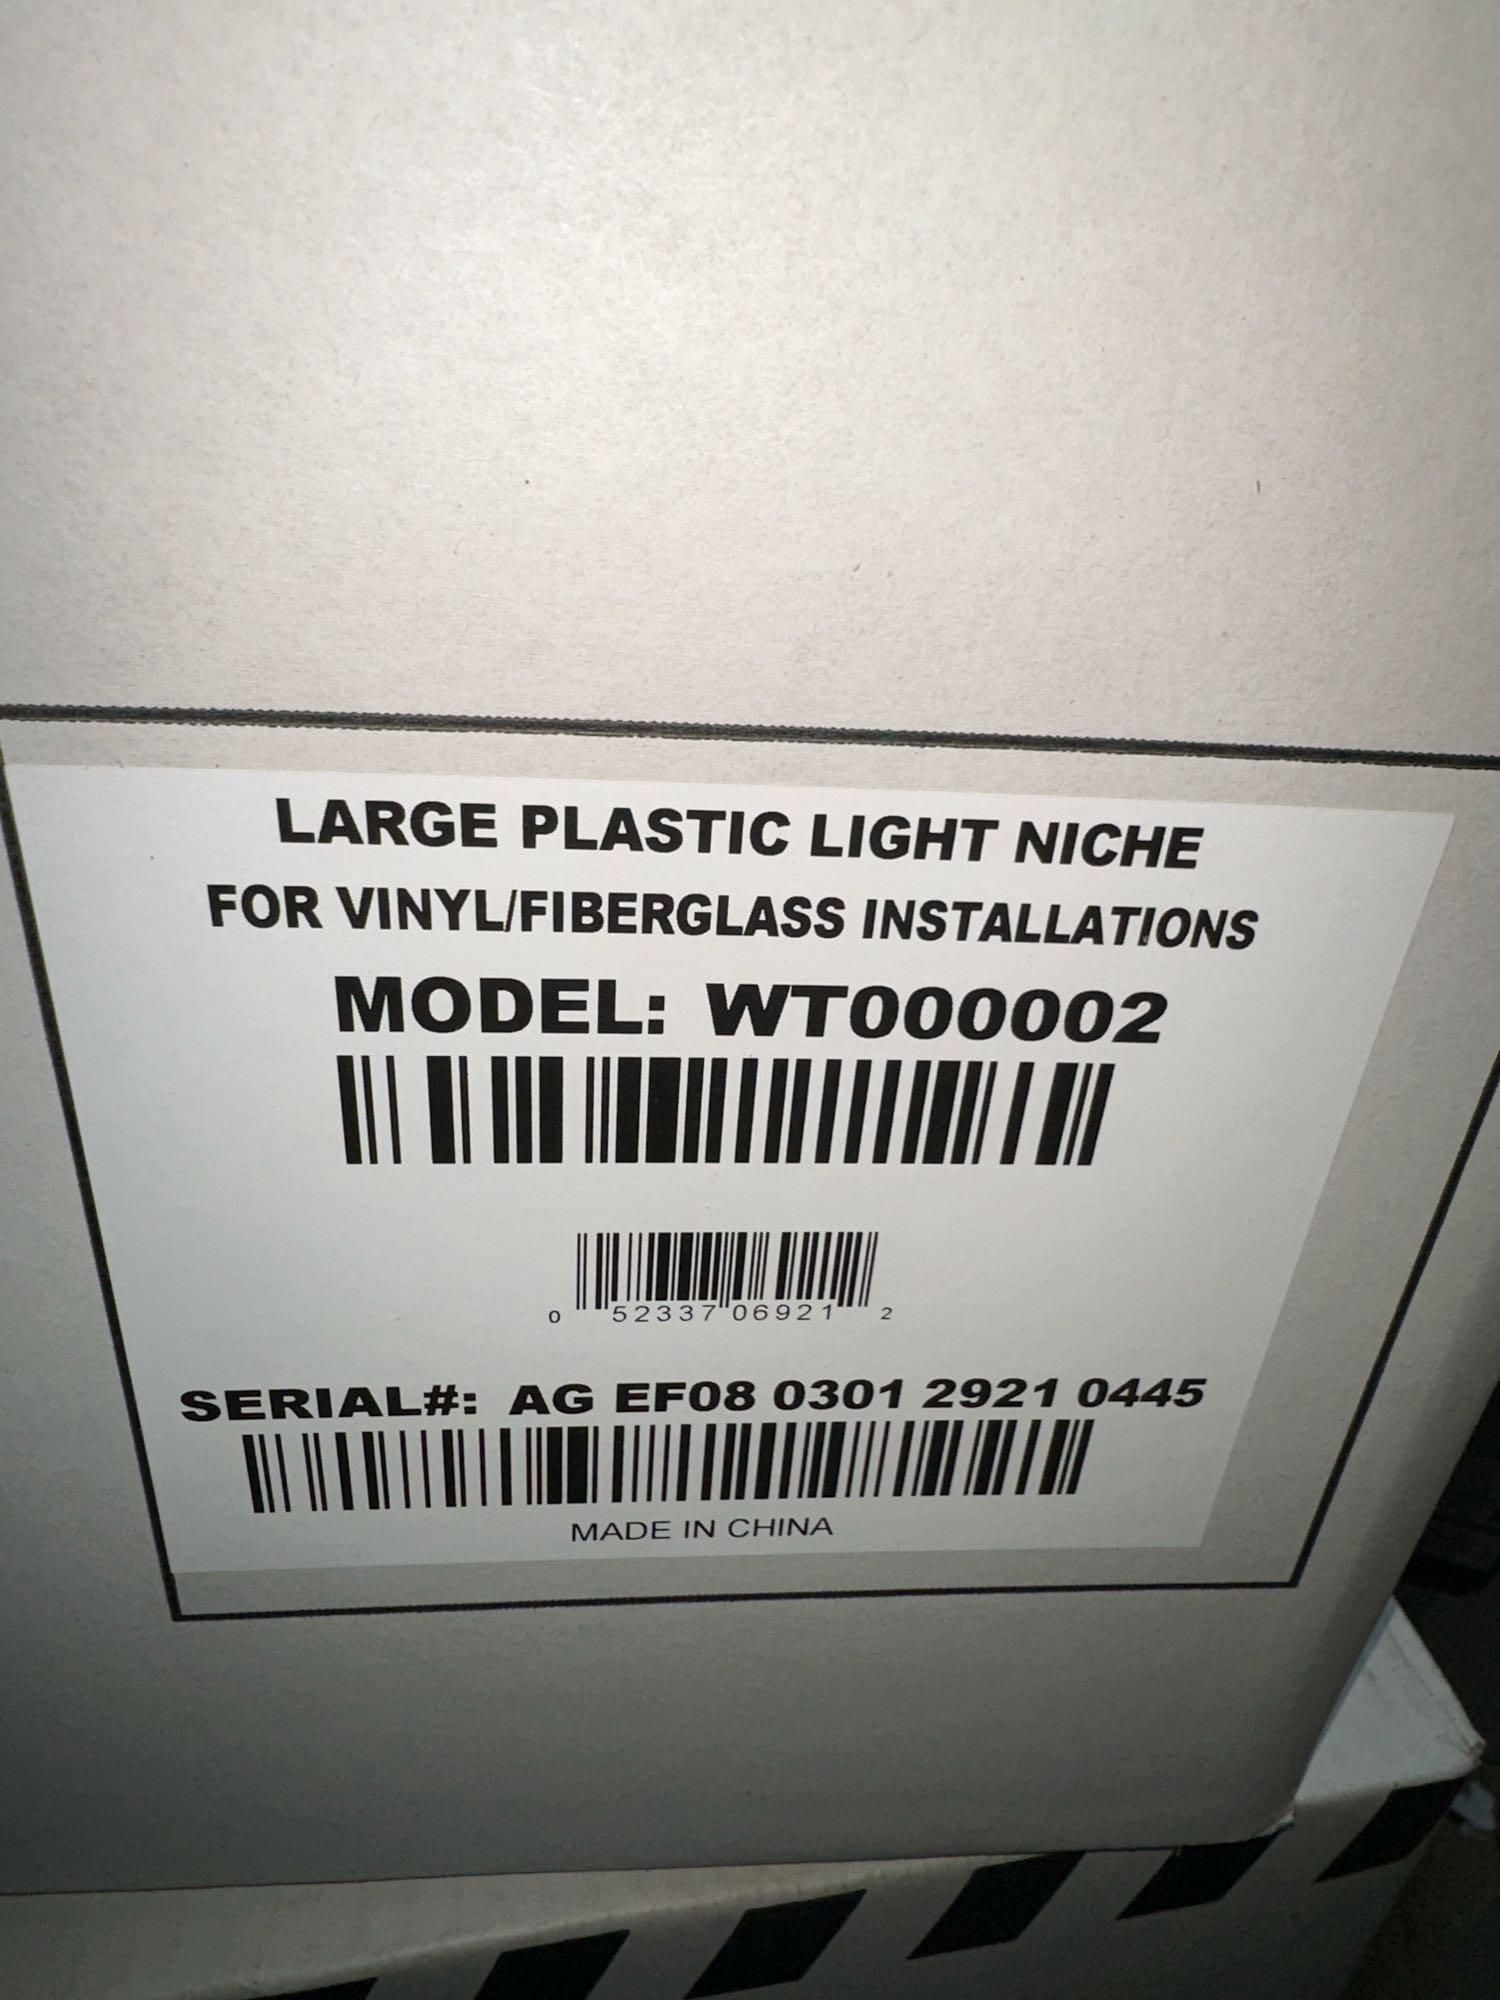 LARGE PLASTIC LIGHT NICHE
FOR VINYL/FIBERGLASS INSTALLATIONS
MODEL: WT000002
0 52337 06921 2
SERIAL#: AG EF08 0301 2921 0445
MADE IN CHINA